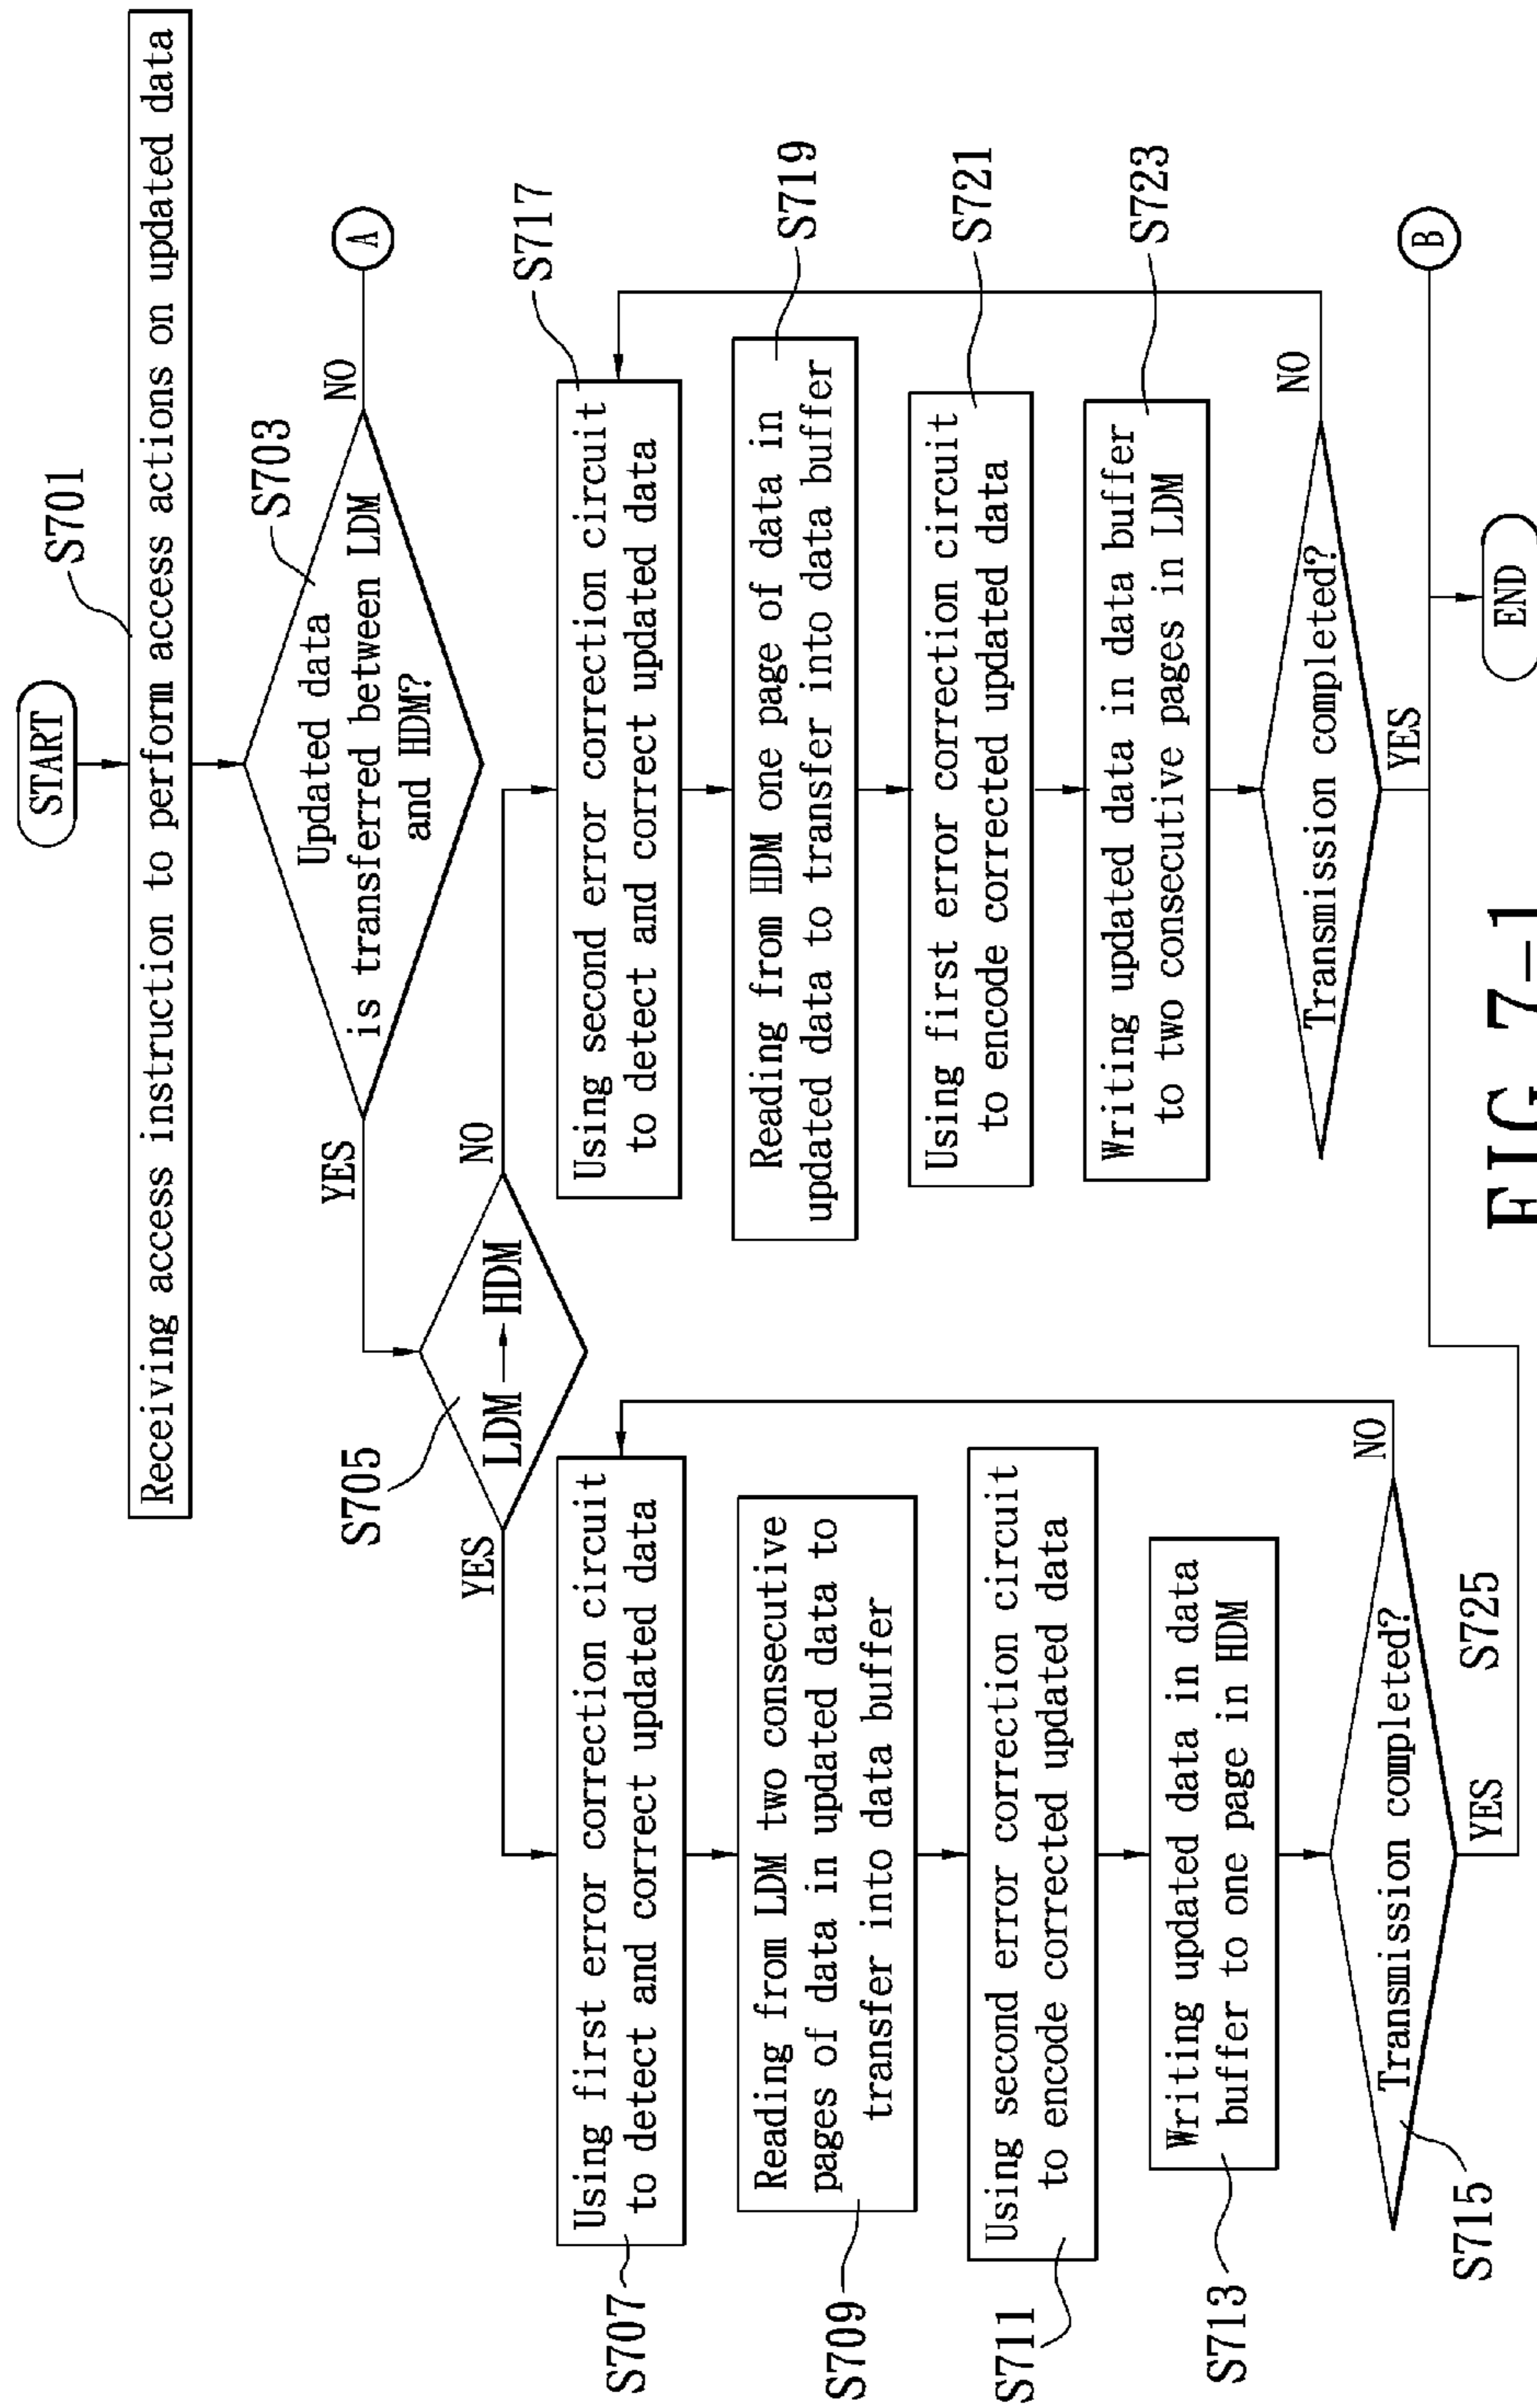 START
S701
Receiving access instruction to perform access actions on updated data
S703
Updated data
is transferred between LDM
and HDM?
YES
NO
A
S705
LDM
HDM
YES
NO
S707
Using first error correction circuit
to detect and correct updated data
S709
Reading from LDM two consecutive
pages of data in updated data to
transfer into data buffer
S711
Using second error correction circuit
to encode corrected updated data
S713
Writing updated data in data
buffer to one page in HDM
S715
Transmission completed?
NO
YES
S725
S717
Using second error correction circuit
to detect and correct updated data
S719
Reading from HDM one page of data in
updated data to transfer into data buffer
S721
Using first error correction circuit
to encode corrected updated data
S723
Writing updated data in data buffer
to two consecutive pages in LDM
Transmission completed?
NO
YES
B
END
FIG 7-1